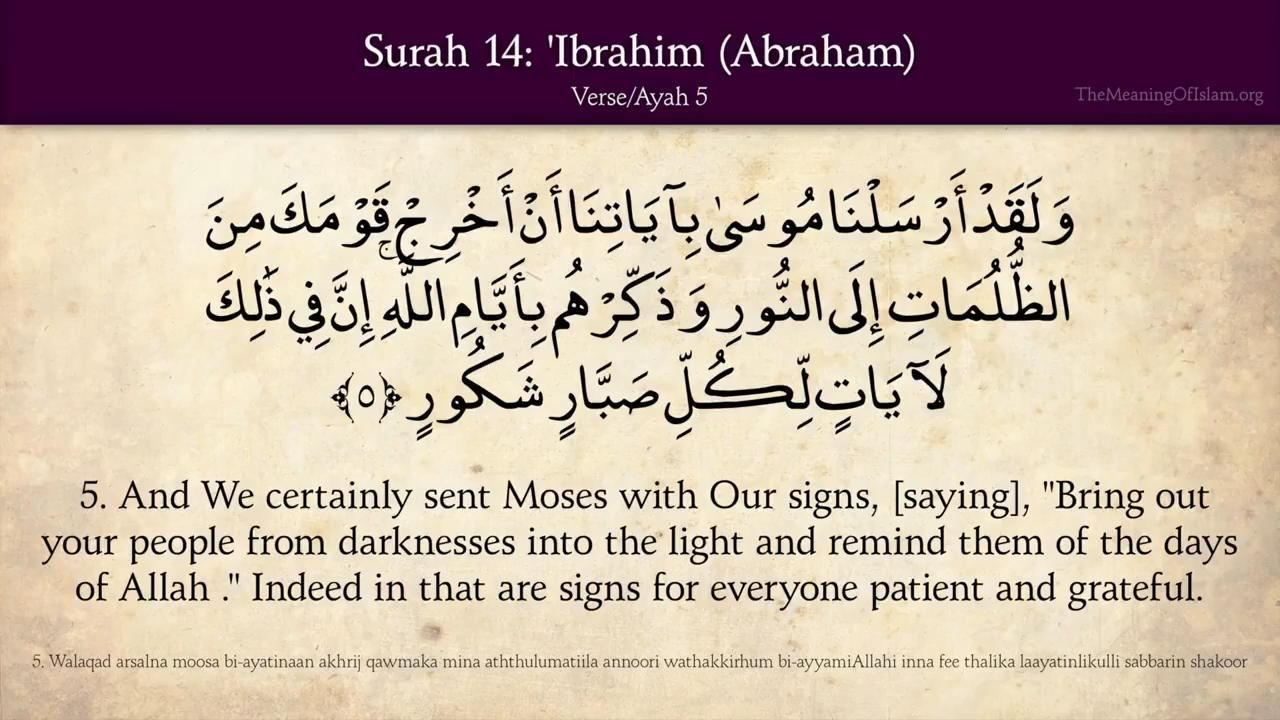 Surah 14: 'Ibrahim (Abraham)
Verse/Ayah 5
TheMeaningOfIslam.org
وَلَقَدْ أَرْسَلْنَا مُوسَىٰ بِآيَاتِنَا أَنْ أَخْرِجْ قَوْمَكَ مِنَ
الظُّلُمَاتِ إِلَى النُّورِ وَذَكِّرْهُم بِأَيَّامِ اللَّهِ ۚ إِنَّ فِي ذَٰلِكَ
لَآيَاتٍ لِّكُلِّ صَبَّارٍ شَكُورٍ ﴿٥﴾
5. And We certainly sent Moses with Our signs, [saying], "Bring out
your people from darknesses into the light and remind them of the days
of Allah ." Indeed in that are signs for everyone patient and grateful.
5. Walaqad arsalna moosa bi-ayatinaan akhrij qawmaka mina aththulumatiila annoori wathakkirhum bi-ayyamiAllahi inna fee thalika laayatinlikulli sabbarin shakoor